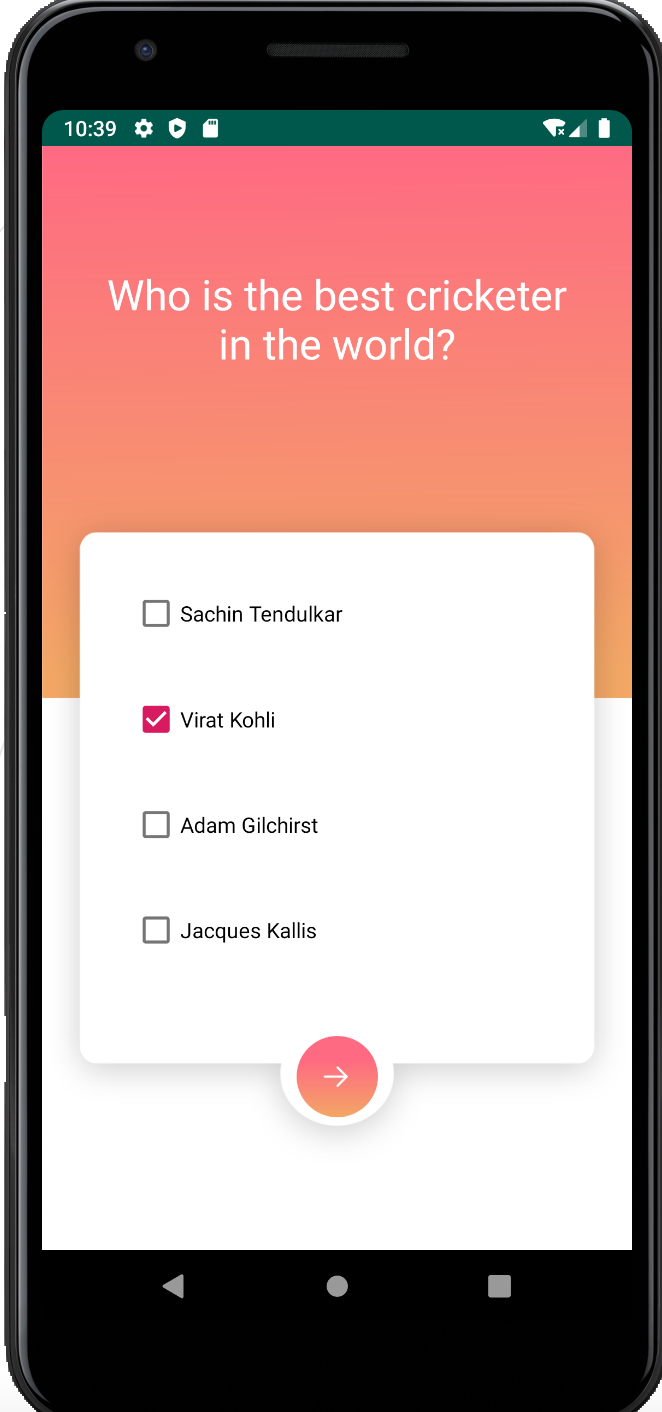 10:39
Who is the best cricketer
in the world?
Sachin Tendulkar
Virat Kohli
Adam Gilchirst
Jacques Kallis